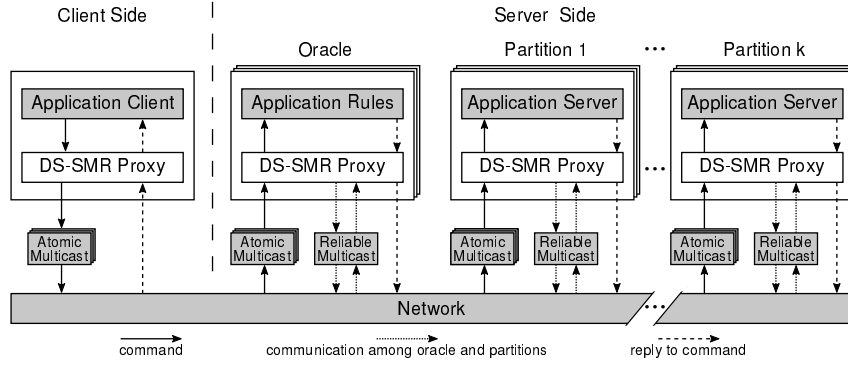 Client Side
Server Side
Oracle
Partition 1
...
Partition k
Application Client
Application Rules
Application Server
Application Server
DS-SMR Proxy
DS-SMR Proxy
DS-SMR Proxy
...
DS-SMR Proxy
Atomic
Multicast
Atomic
Multicast
Reliable
Multicast
Atomic
Multicast
Reliable
Multicast
Atomic
Multicast
Reliable
Multicast
Network
...
command
communication among oracle and partitions
reply to command